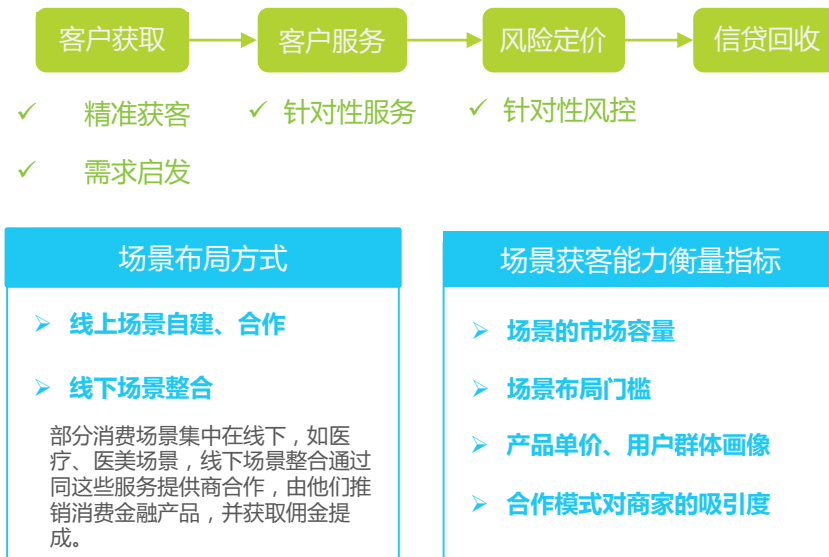 客户获取 客户服务 风险定价 信贷回收
✓ 精准获客 ✓ 针对性服务 ✓ 针对性风控
✓ 需求启发
场景布局方式
➢ 线上场景自建、合作
➢ 线下场景整合
部分消费场景集中在线下，如医
疗、医美场景，线下场景整合通过
同这些服务提供商合作，由他们推
销消费金融产品，并获取佣金提
成。
场景获客能力衡量指标
➢ 场景的市场容量
➢ 场景布局门槛
➢ 产品单价、用户群体画像
➢ 合作模式对商家的吸引度